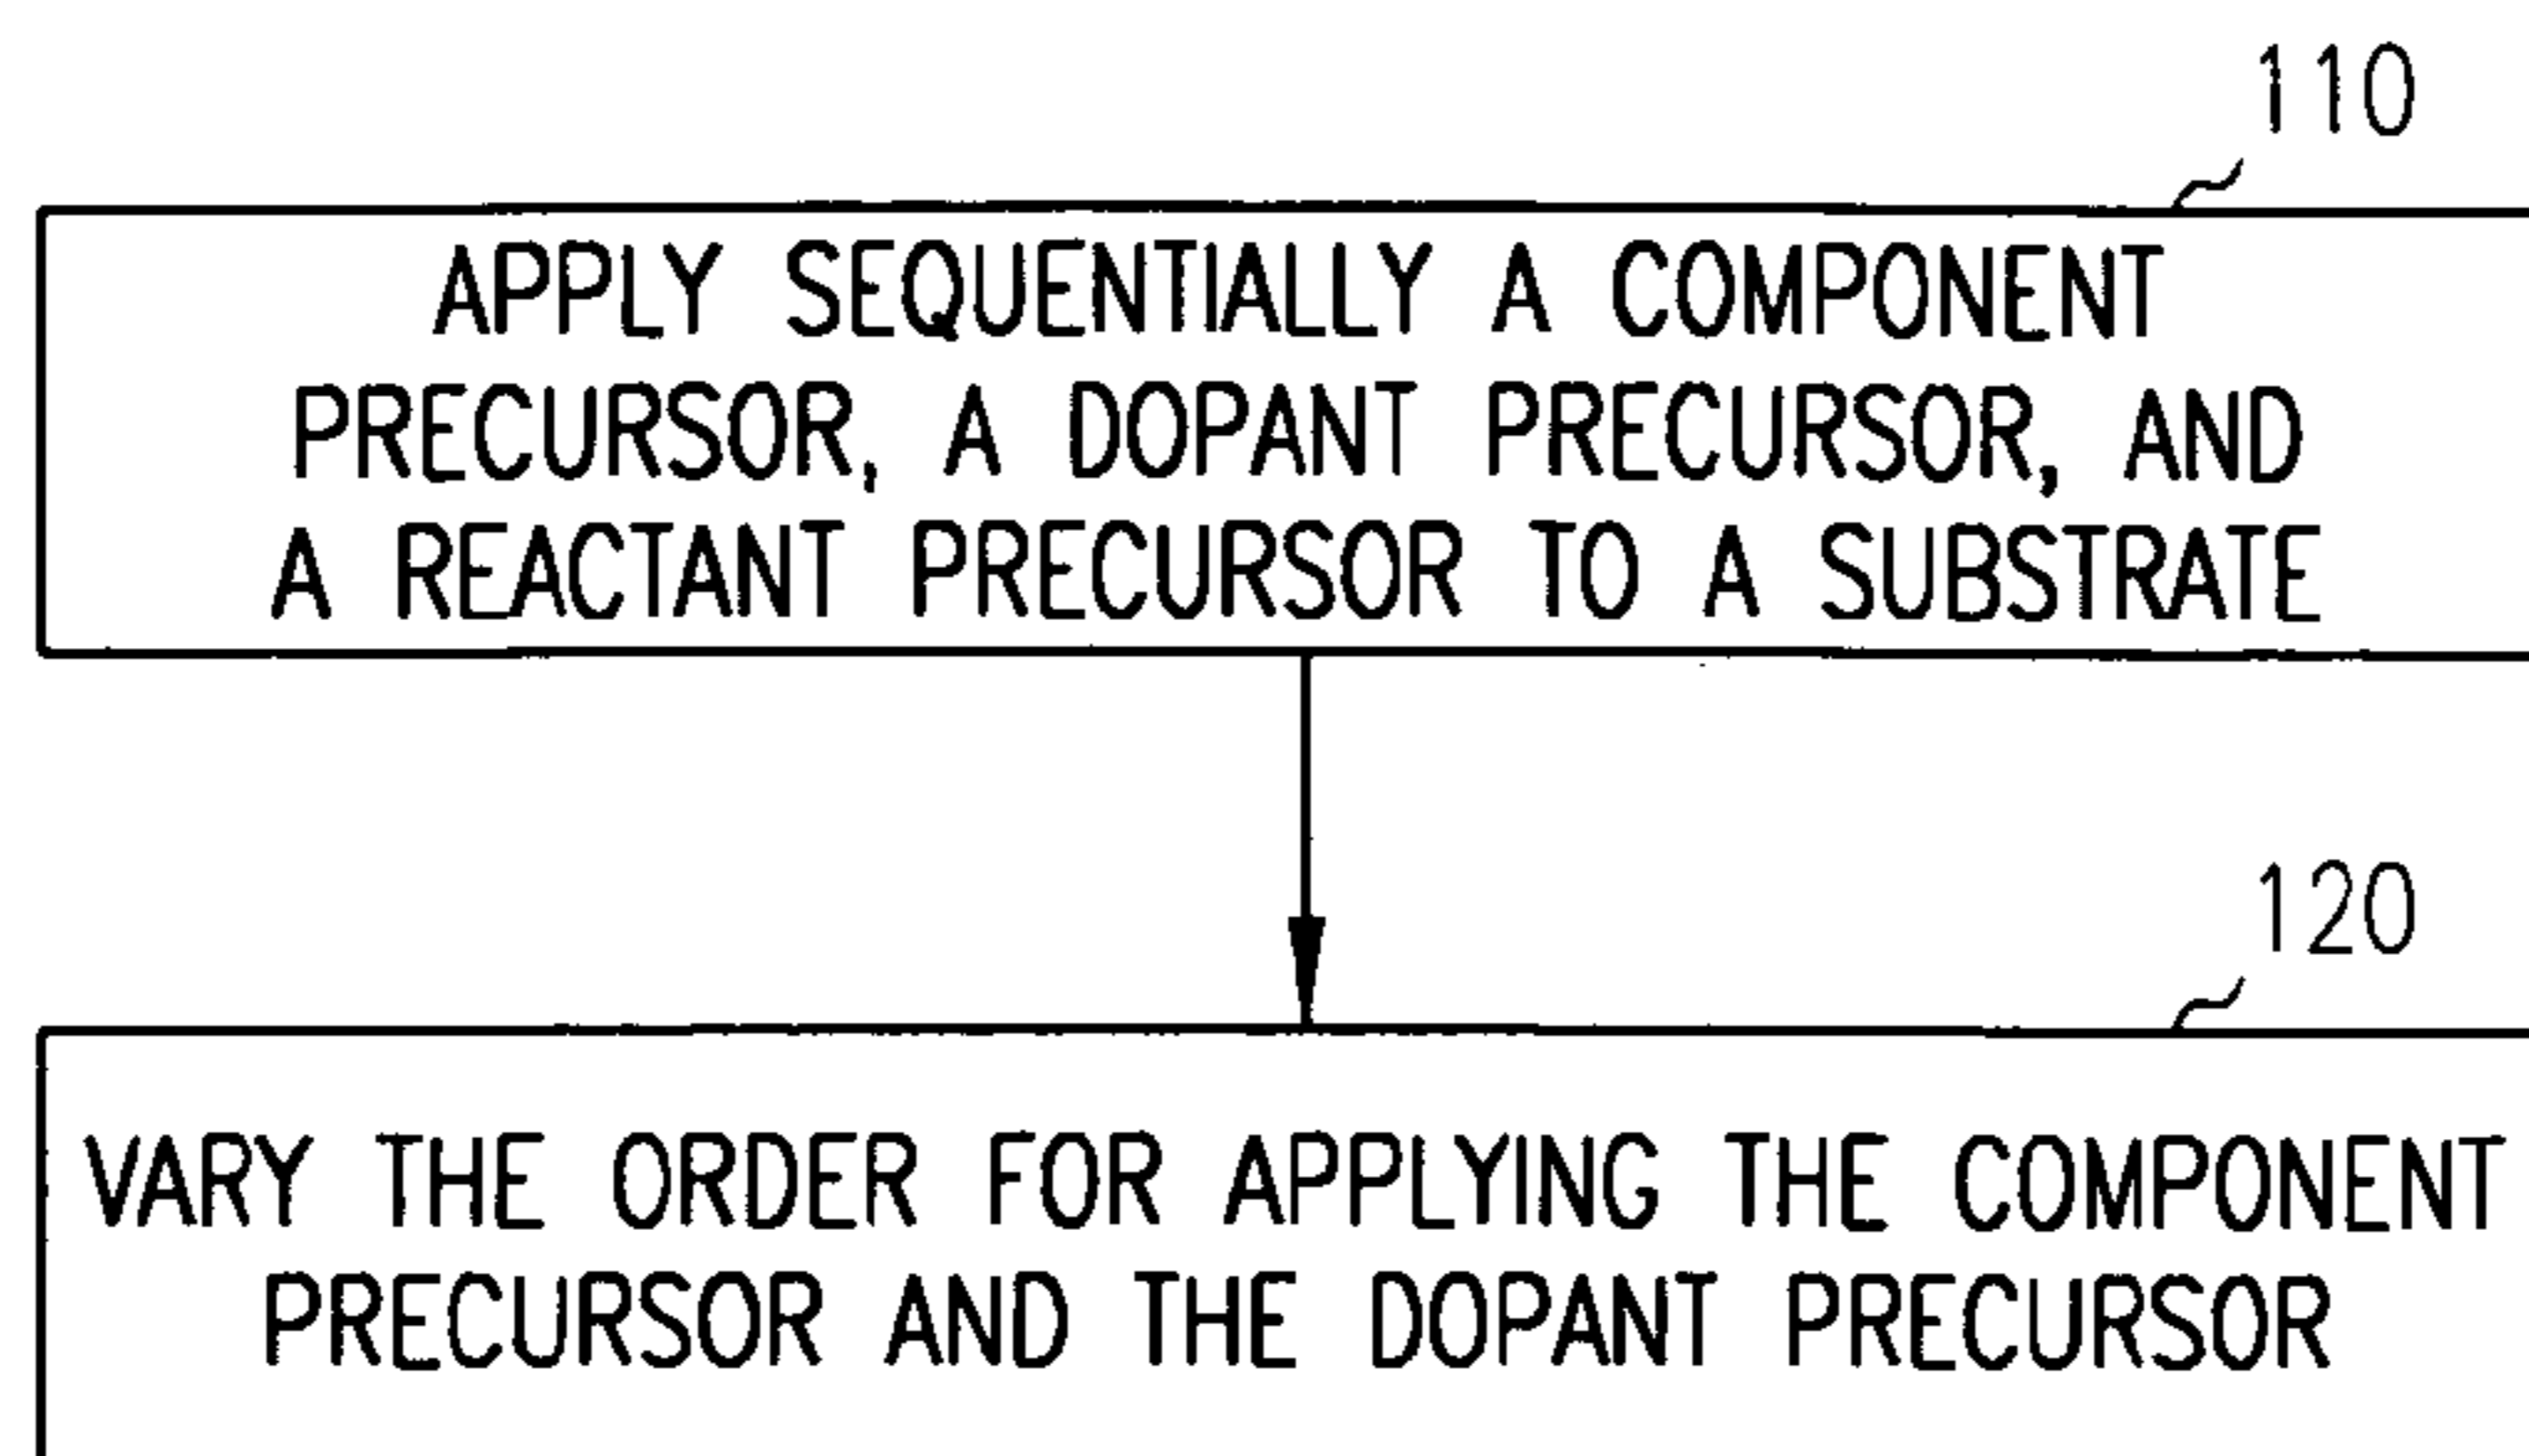 110
APPLY SEQUENTIALLY A COMPONENT
PRECURSOR, A DOPANT PRECURSOR, AND
A REACTANT PRECURSOR TO A SUBSTRATE
120
VARY THE ORDER FOR APPLYING THE COMPONENT
PRECURSOR AND THE DOPANT PRECURSOR